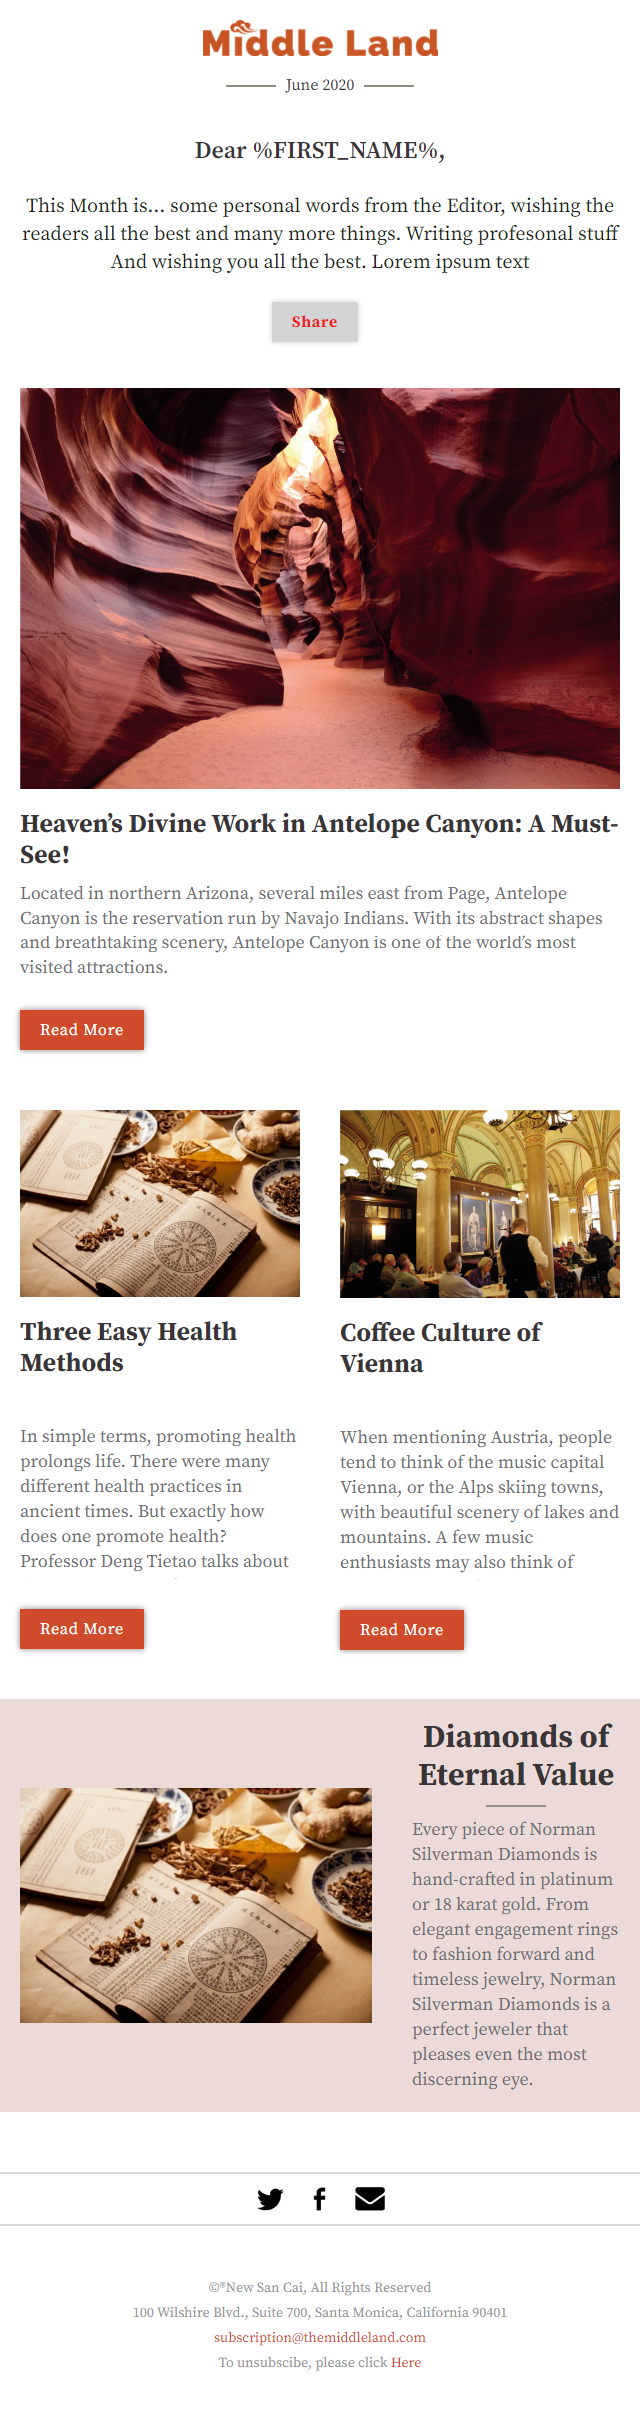 Middle Land
June 2020
Dear %FIRST_NAME%,
This Month is... some personal words from the Editor, wishing the
readers all the best and many more things. Writing profesonal stuff
And wishing you all the best. Lorem ipsum text
Share
Heaven’s Divine Work in Antelope Canyon: A Must-
See!
Located in northern Arizona, several miles east from Page, Antelope
Canyon is the reservation run by Navajo Indians. With its abstract shapes
and breathtaking scenery, Antelope Canyon is one of the world’s most
visited attractions.
Read More
Three Easy Health
Methods
In simple terms, promoting health
prolongs life. There were many
different health practices in
ancient times. But exactly how
does one promote health?
Professor Deng Tietao talks about
Read More
Coffee Culture of
Vienna
When mentioning Austria, people
tend to think of the music capital
Vienna, or the Alps skiing towns,
with beautiful scenery of lakes and
mountains. A few music
enthusiasts may also think of
Read More
Diamonds of
Eternal Value
Every piece of Norman
Silverman Diamonds is
hand-crafted in platinum
or 18 karat gold. From
elegant engagement rings
to fashion forward and
timeless jewelry, Norman
Silverman Diamonds is a
perfect jeweler that
pleases even the most
discerning eye.
©®New San Cai, All Rights Reserved
100 Wilshire Blvd., Suite 700, Santa Monica, California 90401
subscription@themiddleland.com
To unsubscibe, please click Here